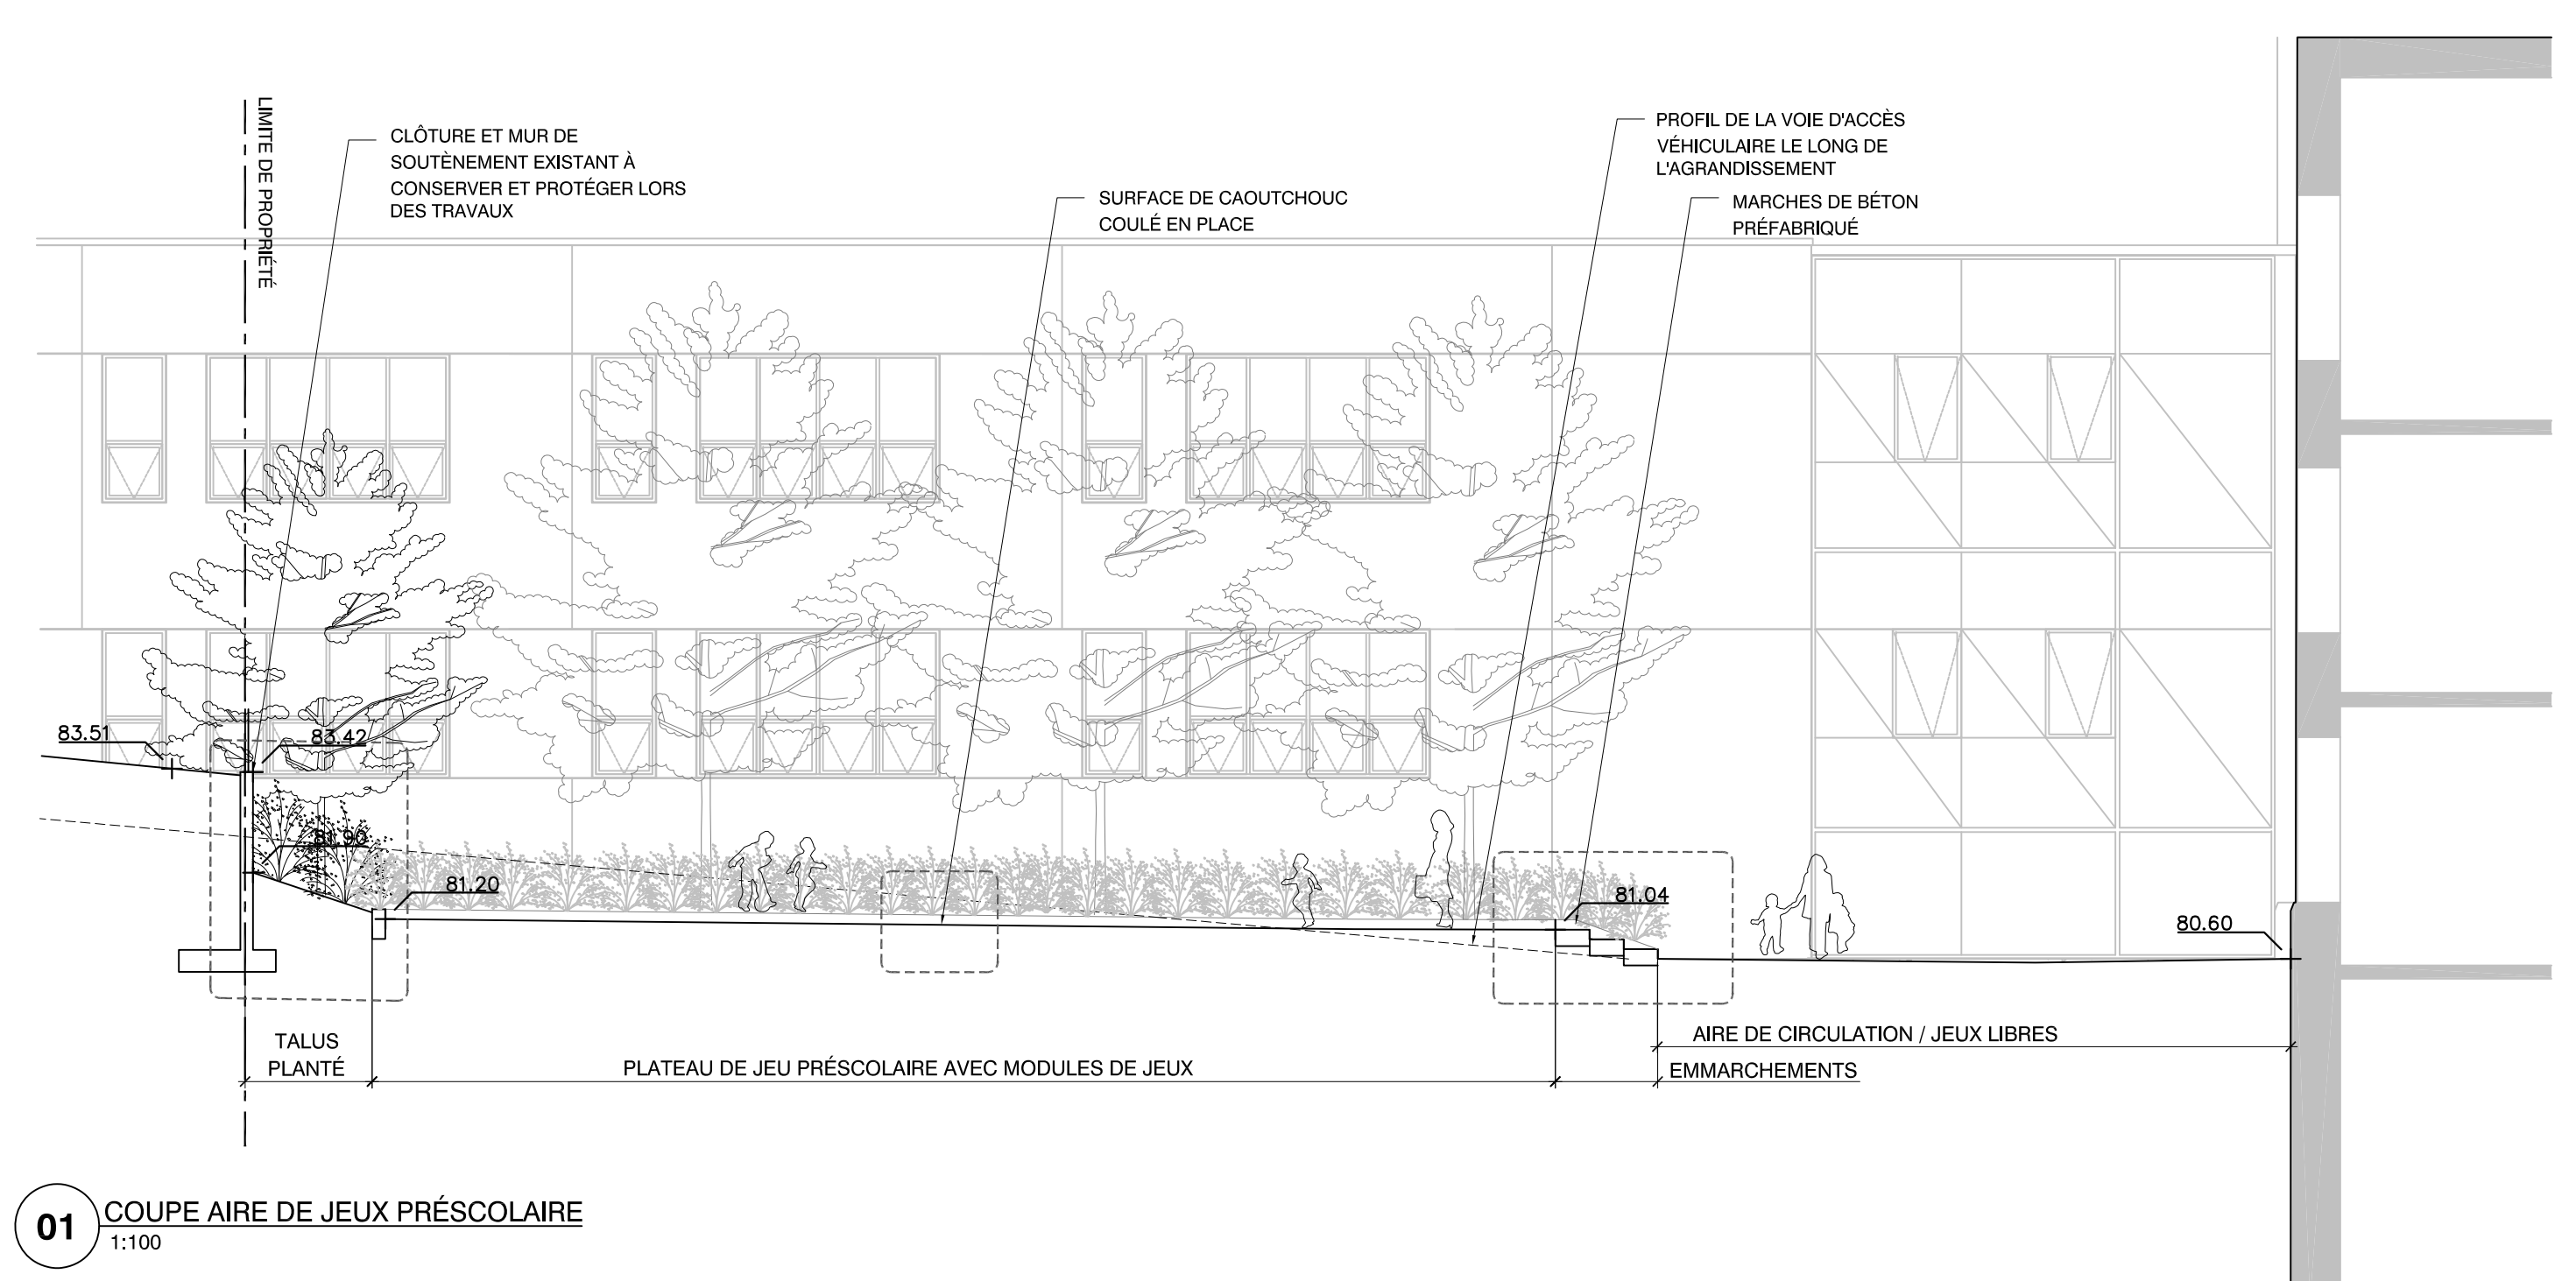 LIMITE DE PROPRIÉTÉ
CLÔTURE ET MUR DE
SOUTÈNEMENT EXISTANT À
CONSERVER ET PROTÉGER LORS
DES TRAVAUX
SURFACE DE CAOUTCHOUC
COULÉ EN PLACE
PROFIL DE LA VOIE D'ACCÈS
VÉHICULAIRE LE LONG DE
L'AGRANDISSEMENT
MARCHES DE BÉTON
PRÉFABRIQUÉ
83.51
83.42
81.90
81.20
81.04
80.60
TALUS
PLANTÉ
PLATEAU DE JEU PRÉSCOLAIRE AVEC MODULES DE JEUX
AIRE DE CIRCULATION / JEUX LIBRES
EMMARCHEMENTS
01
COUPE AIRE DE JEUX PRÉSCOLAIRE
1:100